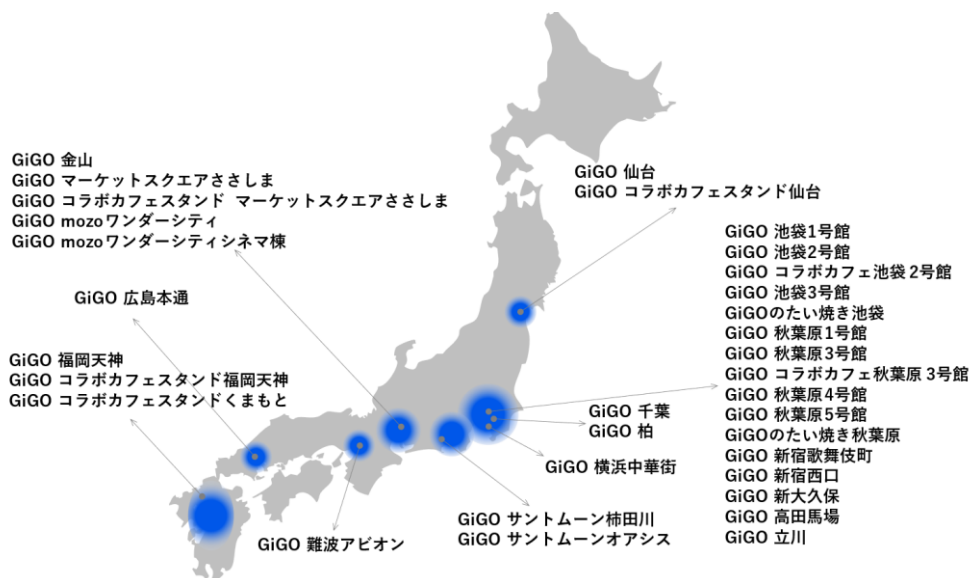 GiGO 金山
GiGO マーケットスクエアささしま
GiGO コラボカフェスタンド マーケットスクエアささしま
GiGO mozoワンダーシティ
GiGO mozoワンダーシティシネマ棟
GiGO 広島本通
GiGO 福岡天神
GiGO コラボカフェスタンド福岡天神
GiGO コラボカフェスタンドくまもと
GiGO 仙台
GiGO コラボカフェスタンド仙台
GiGO 池袋1号館
GiGO 池袋2号館
GiGO コラボカフェ池袋 2号館
GiGO 池袋3号館
GiGOのたい焼き池袋
GiGO 秋葉原1号館
GiGO 秋葉原3号館
GiGO コラボカフェ秋葉原 3号館
GiGO 秋葉原4号館
GiGO 秋葉原5号館
GiGOのたい焼き秋葉原
GiGO 新宿歌舞伎町
GiGO 新宿西口
GiGO 新大久保
GiGO 高田馬場
GiGO 立川
GiGO 千葉
GiGO 柏
GiGO 横浜中華街
GiGO サントムーン柿田川
GiGO サントムーンオアシス
GiGO 難波アビオン